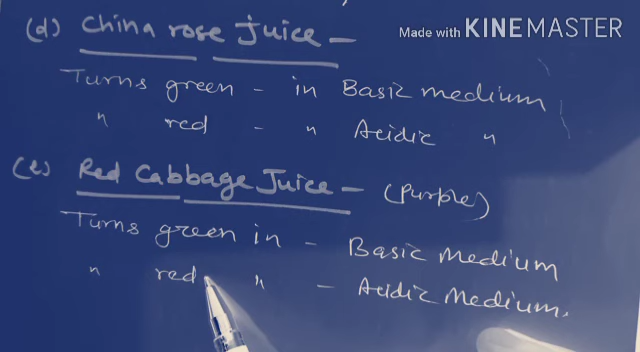 (d) China rose juice -
Made with KINEMASTER
Turns green - in Basic medium
" red - " Acidic "
(e) Red Cabbage Juice - (Purple)
Turns green in - Basic Medium
" red " - Acidic Medium.